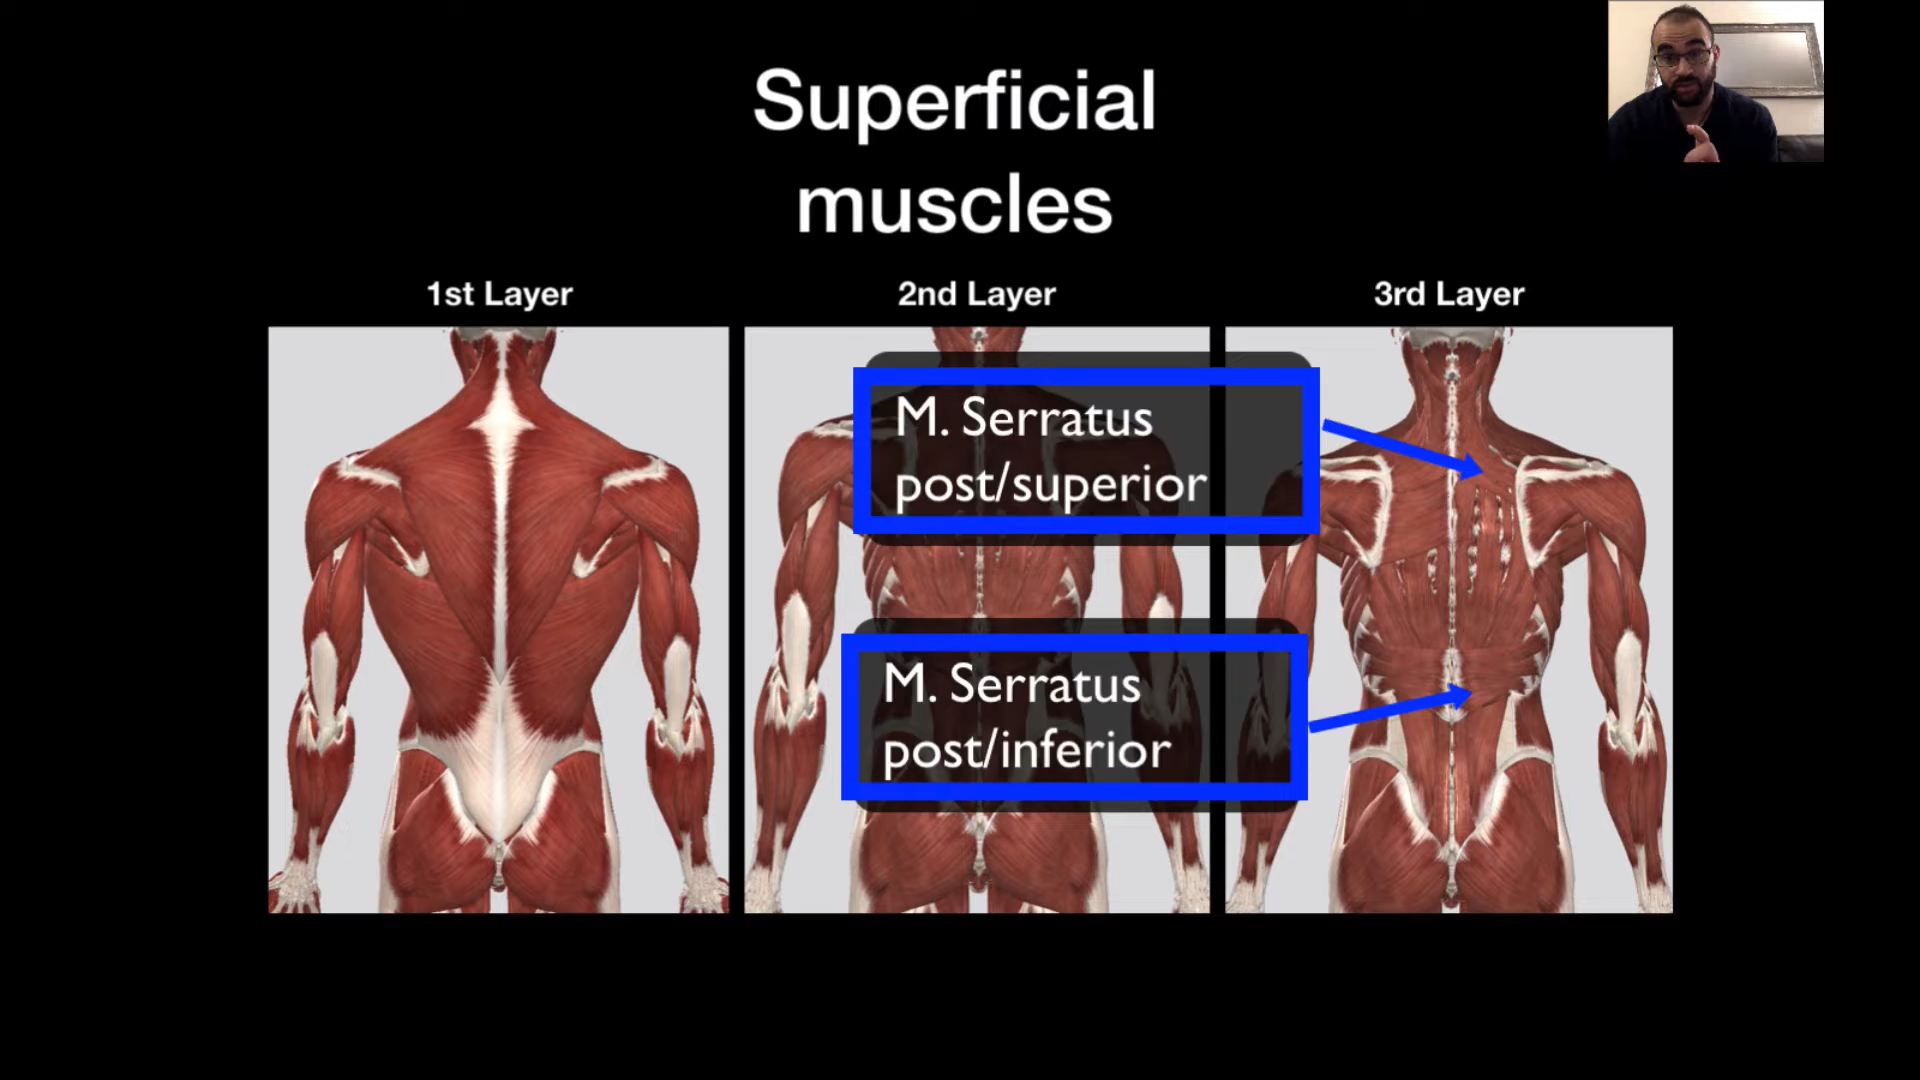 Superficial
muscles
1st Layer
2nd Layer
3rd Layer
M. Serratus
post/superior
M. Serratus
post/inferior